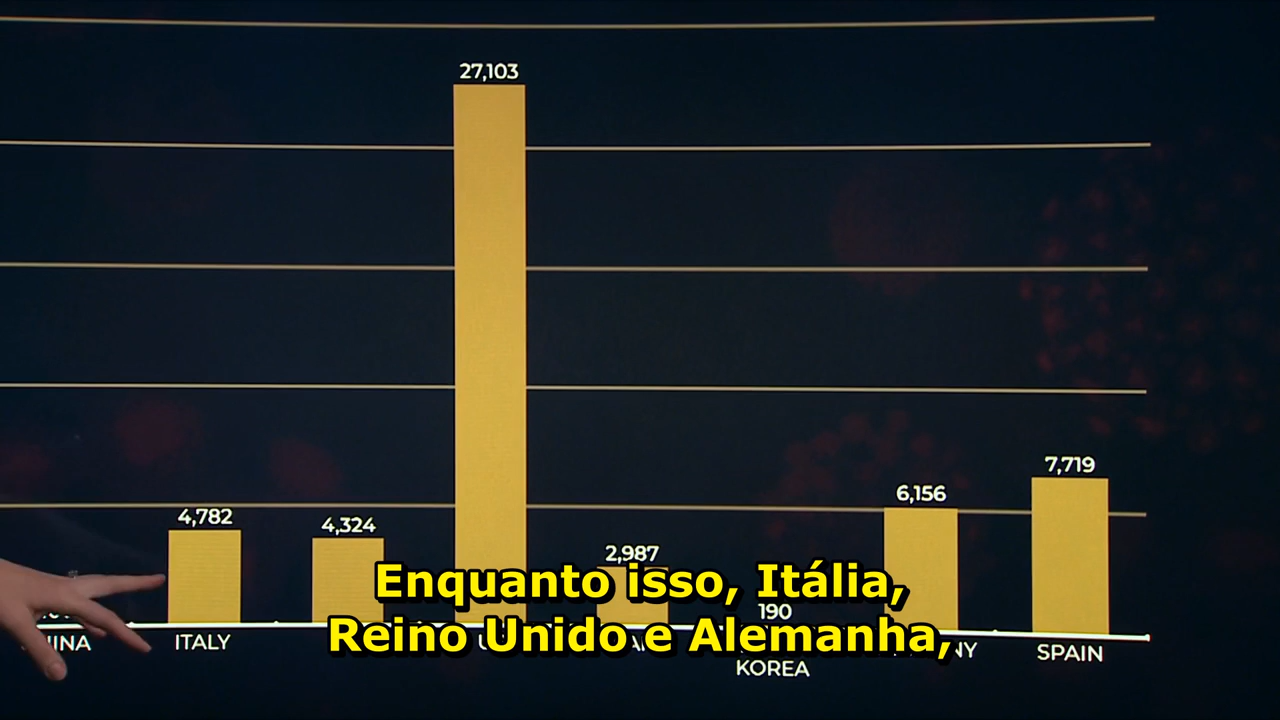 27,103
7,719
6,156
4,782
4,324
2,987
190
ITALY
KOREA
SPAIN
Enquanto isso, Itália,
Reino Unido e Alemanha,